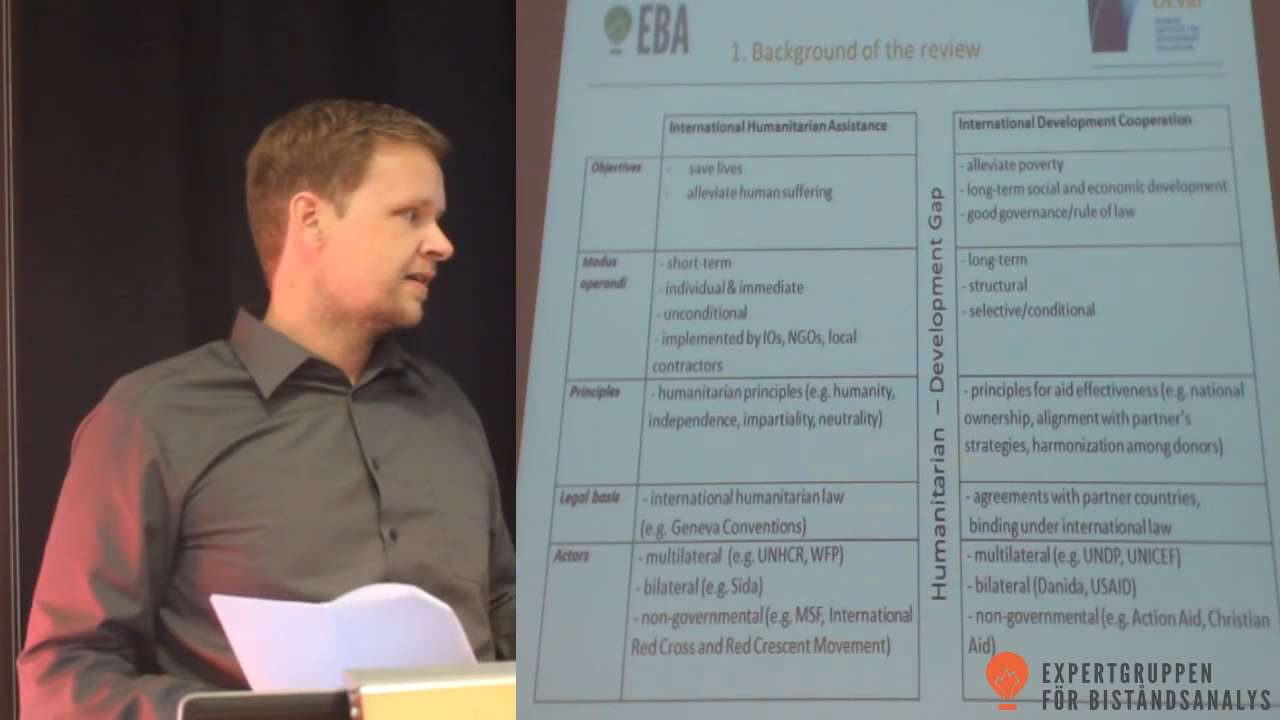 EBA
1. Background of the review
DEval
International Humanitarian Assistance
International Development Cooperation
Objectives
- save lives
- alleviate human suffering
- alleviate poverty
- long-term social and economic development
- good governance/rule of law
Modus
operandi
- short-term
- individual & immediate
- unconditional
- implemented by IOs, NGOs, local
contractors
- long-term
- structural
- selective/conditional
Principles
- humanitarian principles (e.g. humanity,
independence, impartiality, neutrality)
- principles for aid effectiveness (e.g. national
ownership, alignment with partner's
strategies, harmonization among donors)
Legal basis
- international humanitarian law
(e.g. Geneva Conventions)
- agreements with partner countries,
binding under international law
Actors
- multilateral (e.g. UNHCR, WFP)
- bilateral (e.g. Sida)
- non-governmental (e.g. MSF, International
Red Cross and Red Crescent Movement)
- multilateral (e.g. UNDP, UNICEF)
- bilateral (Danida, USAID)
- non-governmental (e.g. Action Aid, Christian
Aid)
Humanitarian – Development Gap
EXPERTGRUPPEN
FÖR BISTÅNDSANALYS